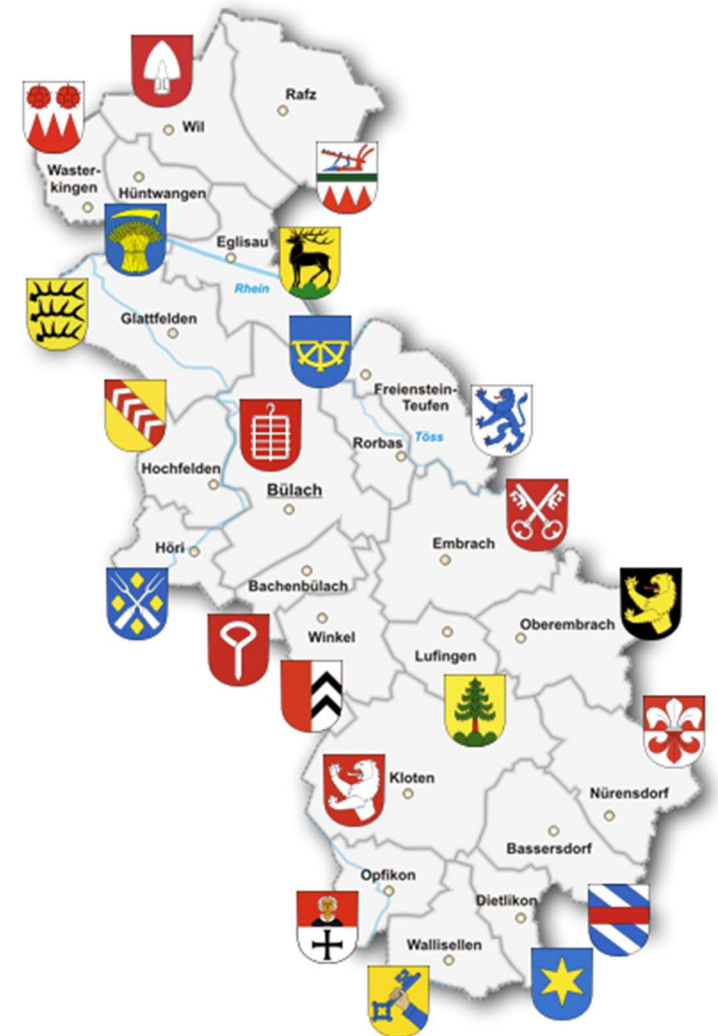 Rafz
Wil
Waster-
kingen
Hüntwangen
Eglisau
Rhein
Glattfelden
Freienstein-
Teufen
Töss
Rorbas
Hochfelden
Bülach
Höri
Embrach
Bachenbülach
Oberembrach
Winkel
Lufingen
Kloten
Nürensdorf
Bassersdorf
Opfikon
Dietlikon
Wallisellen